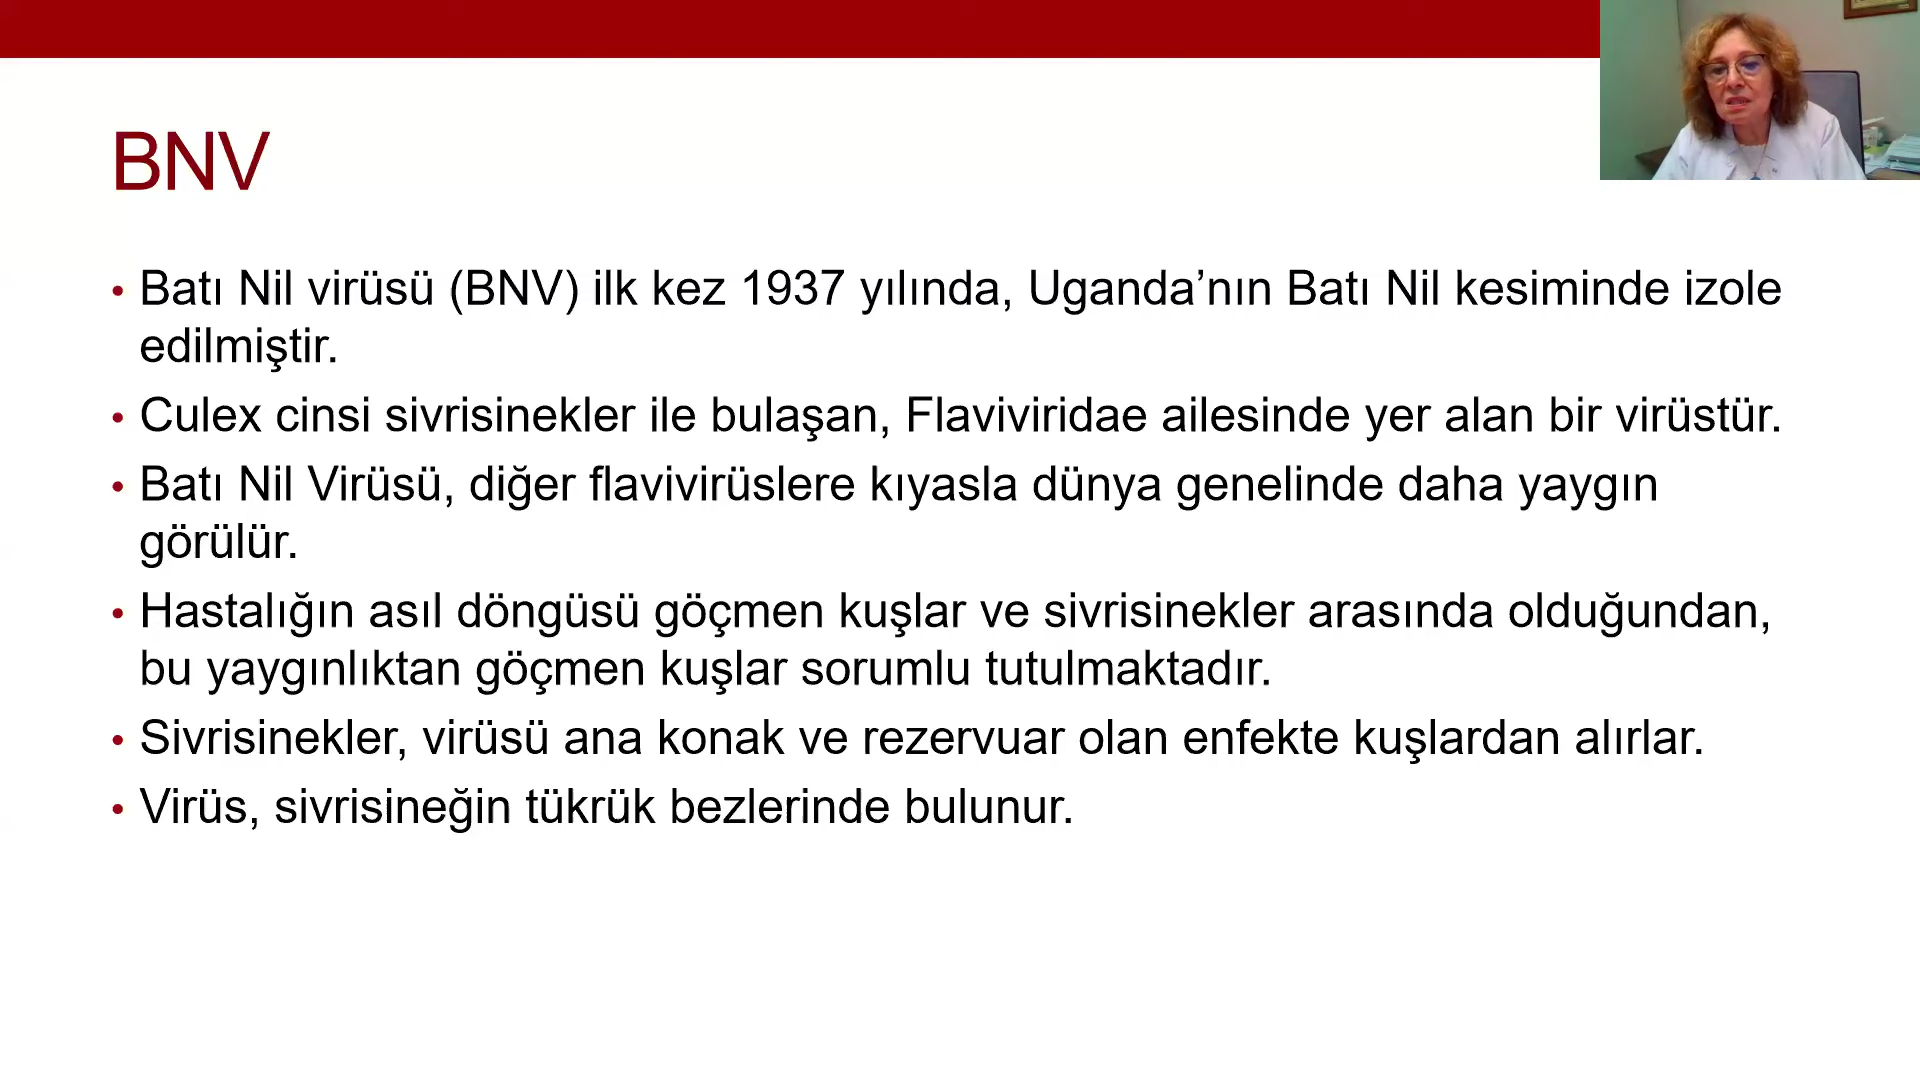 BNV
• Batı Nil virüsü (BNV) ilk kez 1937 yılında, Uganda’nın Batı Nil kesiminde izole
edilmiştir.
• Culex cinsi sivrisinekler ile bulaşan, Flaviviridae ailesinde yer alan bir virüstür.
• Batı Nil Virüsü, diğer flavivirüslere kıyasla dünya genelinde daha yaygın
görülür.
• Hastalığın asıl döngüsü göçmen kuşlar ve sivrisinekler arasında olduğundan,
bu yaygınlıktan göçmen kuşlar sorumlu tutulmaktadır.
• Sivrisinekler, virüsü ana konak ve rezervuar olan enfekte kuşlardan alırlar.
• Virüs, sivrisineğin tükrük bezlerinde bulunur.